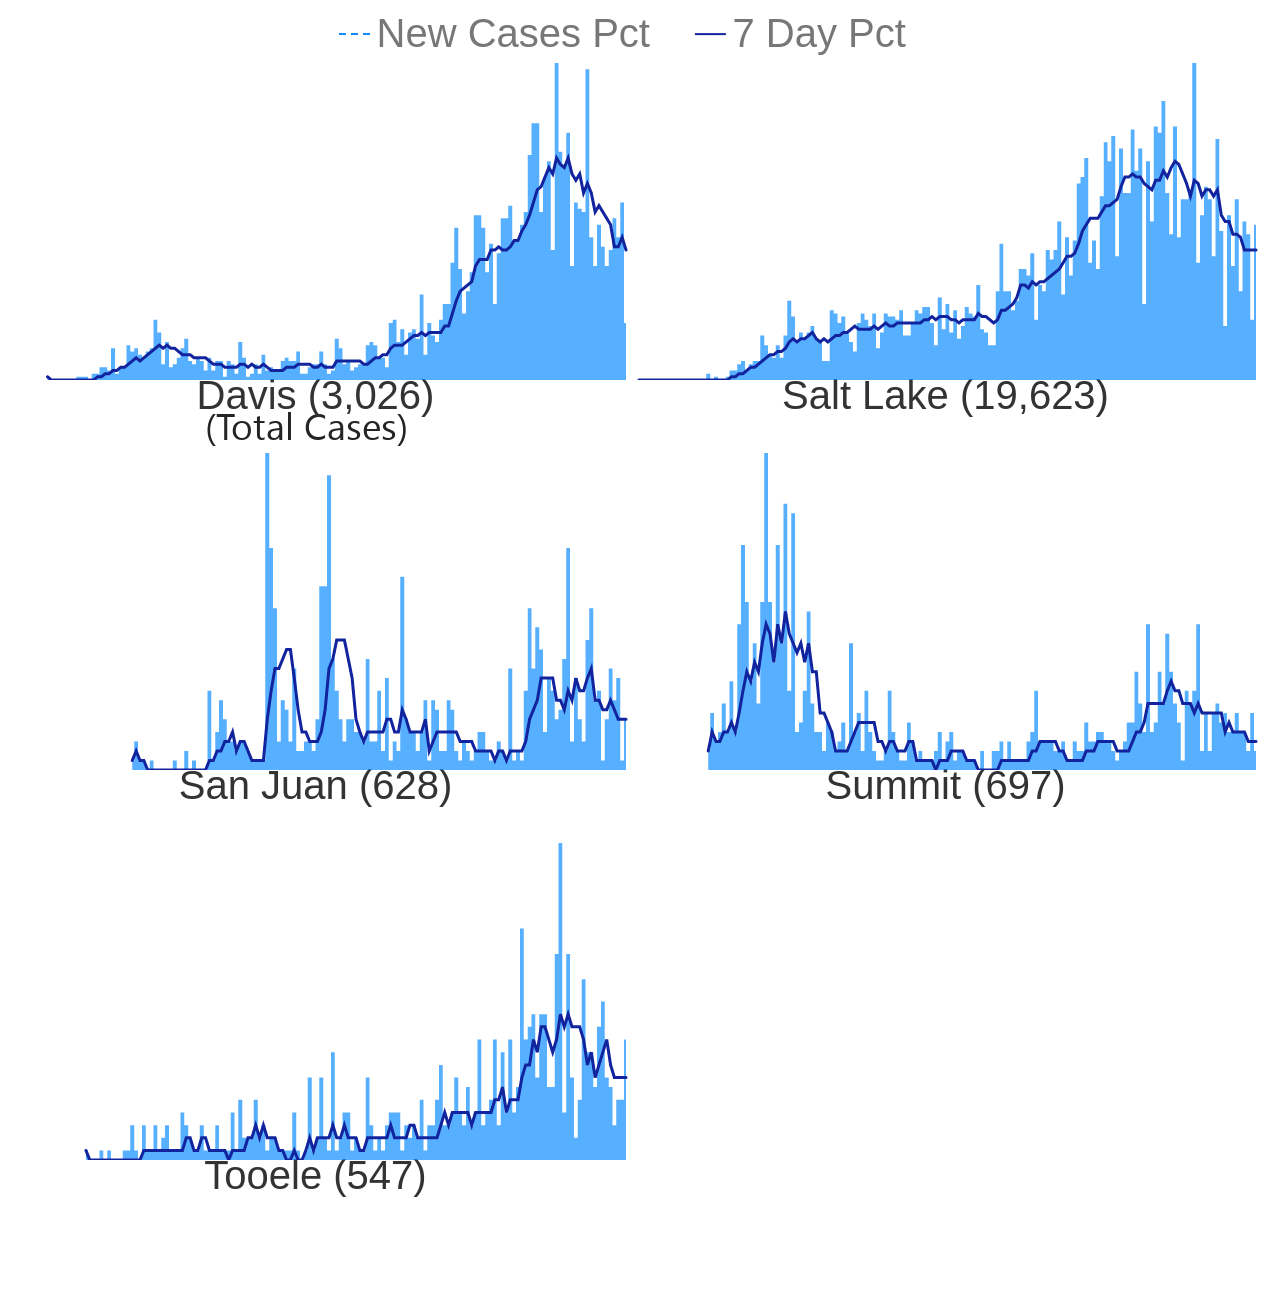 New Cases Pct 7 Day Pct
Davis (3,026) Salt Lake (19,623)
(Total Cases)
San Juan (628) Summit (697)
Tooele (547)